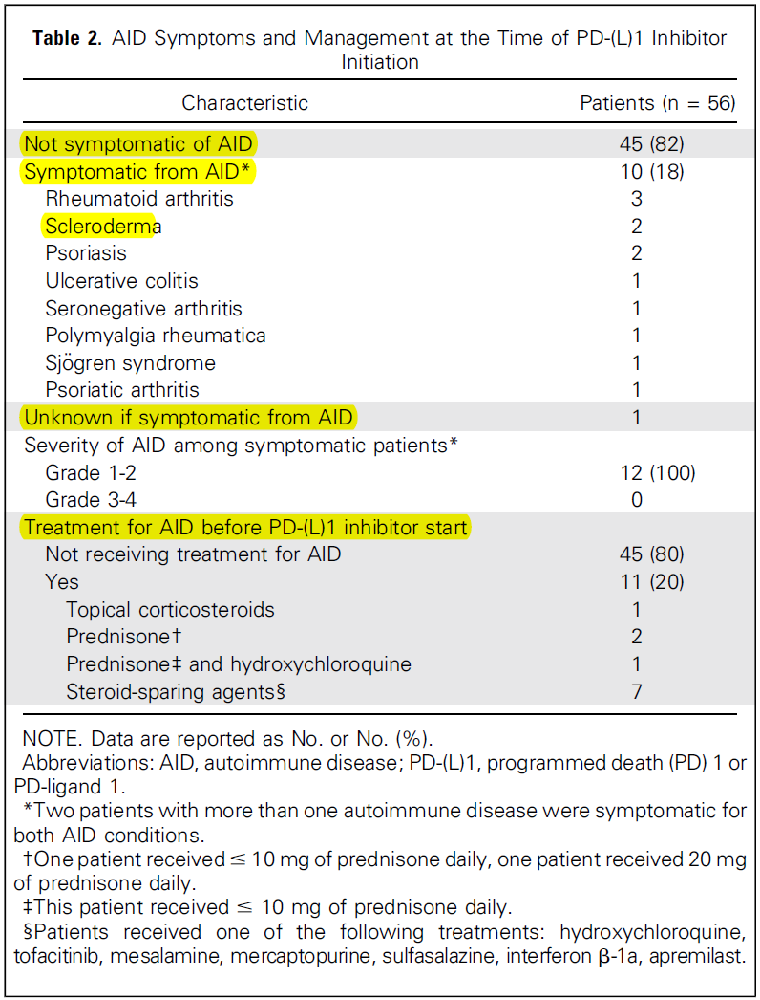 Table 2. AID Symptoms and Management at the Time of PD-(L)1 Inhibitor
Initiation
Characteristic Patients (n = 56)
Not symptomatic of AID 45 (82)
Symptomatic from AID* 10 (18)
Rheumatoid arthritis 3
Scleroderma 2
Psoriasis 2
Ulcerative colitis 1
Seronegative arthritis 1
Polymyalgia rheumatica 1
Sjögren syndrome 1
Psoriatic arthritis 1
Unknown if symptomatic from AID 1
Severity of AID among symptomatic patients*
Grade 1-2 12 (100)
Grade 3-4 0
Treatment for AID before PD-(L)1 inhibitor start
Not receiving treatment for AID 45 (80)
Yes 11 (20)
Topical corticosteroids 1
Prednisone† 2
Prednisone‡ and hydroxychloroquine 1
Steroid-sparing agents§ 7
NOTE. Data are reported as No. or No. (%).
Abbreviations: AID, autoimmune disease; PD-(L)1, programmed death (PD) 1 or
PD-ligand 1.
*Two patients with more than one autoimmune disease were symptomatic for
both AID conditions.
†One patient received ≤ 10 mg of prednisone daily, one patient received 20 mg
of prednisone daily.
‡This patient received ≤ 10 mg of prednisone daily.
§Patients received one of the following treatments: hydroxychloroquine,
tofacitinib, mesalamine, mercaptopurine, sulfasalazine, interferon β-1a, apremilast.